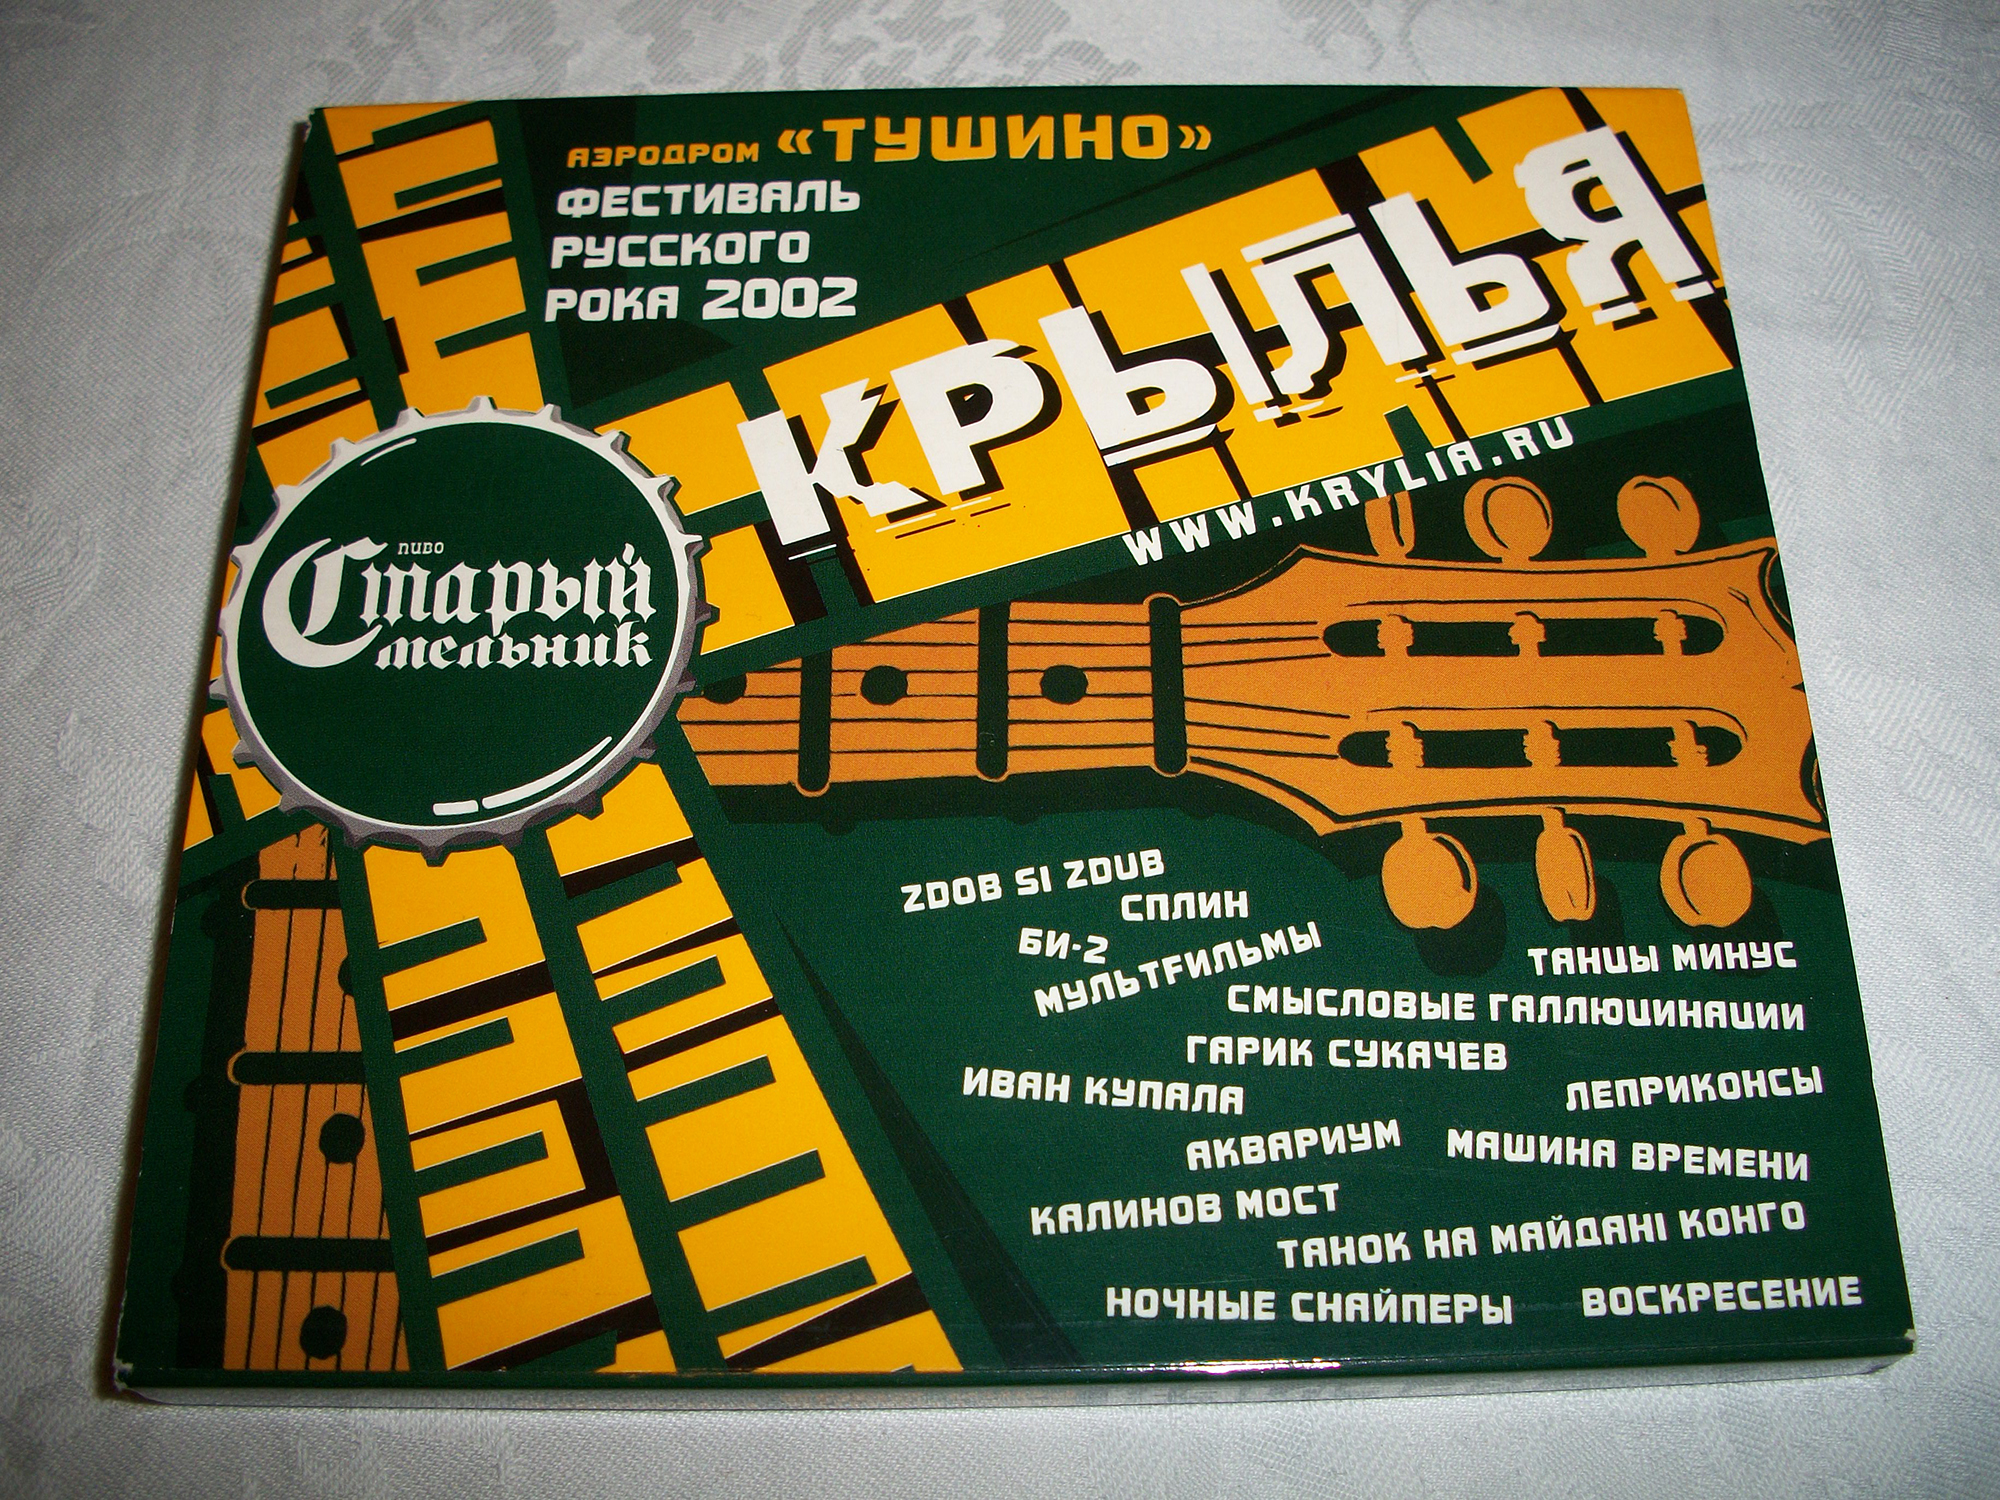 АЭРОДРОМ «ТУШИНО»
ФЕСТИВАЛЬ
РУССКОГО
РОКА 2002
КРЫЛЬЯ
WWW.KRYLIA.RU
пиво
Старый
мельник
ZDOB SI ZDUB
СПЛИН
БИ-2
МУЛЬТFИЛЬМЫ
ТАНЦЫ МИНУС
СМЫСЛОВЫЕ ГАЛЛЮЦИНАЦИИ
ГАРИК СУКАЧЕВ
ИВАН КУПАЛА
ЛЕПРИКОНСЫ
АКВАРИУМ
МАШИНА ВРЕМЕНИ
КАЛИНОВ МОСТ
ТАНОК НА МАЙДАНІ КОНГО
НОЧНЫЕ СНАЙПЕРЫ
ВОСКРЕСЕНИЕ